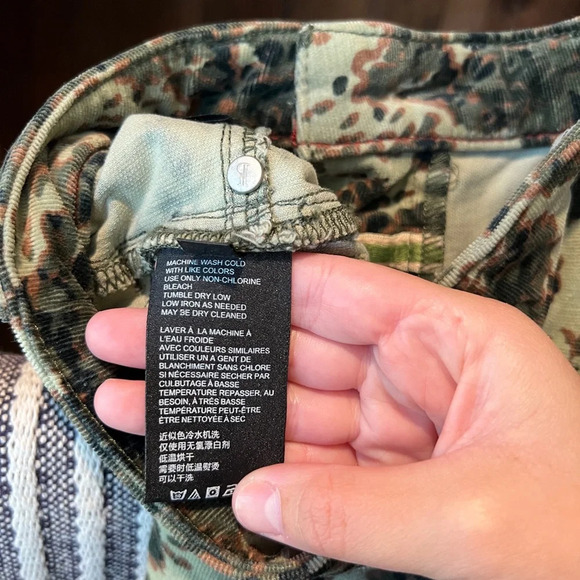 MACHINE WASH COLD
WITH LIKE COLORS
USE ONLY NON-CHLORINE
BLEACH
TUMBLE DRY LOW
LOW IRON AS NEEDED
MAY BE DRY CLEANED
LAVER À LA MACHINE À
L'EAU FROIDE
AVEC COULEURS SIMILAIRES
UTILISER UN A GENT DE
BLANCHIMENT SANS CHLORE
SI NÉCESSAIRE SECHER PAR
CULBUTAGE À BASSE
TEMPERATURE REPASSER, AU
BESOIN, À TRÈS BASSE
TEMPÉRATURE PEUT-ÊTRE
ÊTRE NETTOYÉE À SEC
近似色冷水机洗
仅使用无氯漂白剂
低温烘干
需要时低温熨烫
可以干洗